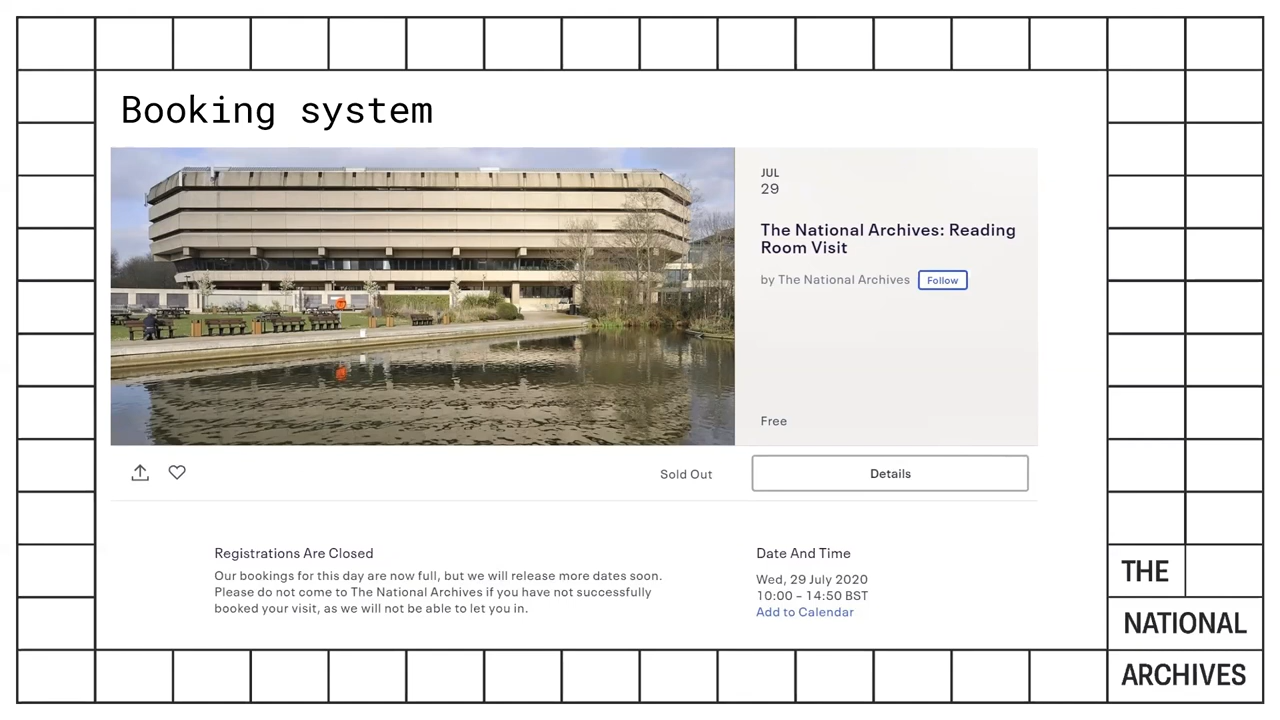 Booking system
JUL
29
The National Archives: Reading
Room Visit
by The National Archives Follow
Free
Sold Out
Details
Registrations Are Closed
Our bookings for this day are now full, but we will release more dates soon.
Please do not come to The National Archives if you have not successfully
booked your visit, as we will not be able to let you in.
Date And Time
Wed, 29 July 2020
10:00 – 14:50 BST
Add to Calendar
THE
NATIONAL
ARCHIVES